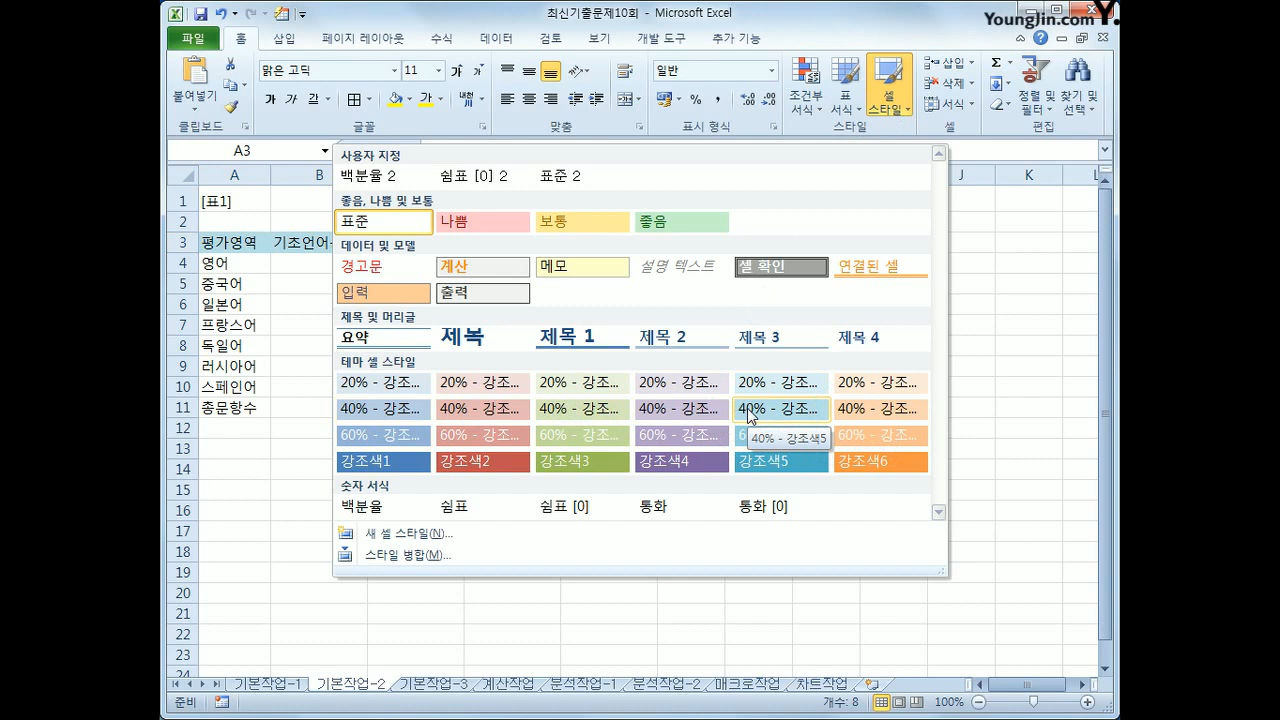 최신기출문제10회 - Microsoft Excel
YoungJin.com Y.
파일 홈 삽입 페이지 레이아웃 수식 데이터 검토 보기 개발 도구 추가 기능
붙여넣기
클립보드
맑은 고딕 11
가 가 가 가 내천
글꼴
맞춤
일반
% ,
표시 형식
조건부 서식
표 서식
셀 스타일
스타일
삽입
삭제
서식
셀
Σ
정렬 및 필터
찾기 및 선택
편집
A3
A B J K L
1 [표1]
2
3 평가영역 기초언어
4 영어
5 중국어
6 일본어
7 프랑스어
8 독일어
9 러시아어
10 스페인어
11 총문항수
12
13
14
15
16
17
18
19
20
21
22
23
24
사용자 지정
백분율 2 쉼표 [0] 2 표준 2
좋음, 나쁨 및 보통
표준 나쁨 보통 좋음
데이터 및 모델
경고문 계산 메모 설명 텍스트 셀 확인 연결된 셀
입력 출력
제목 및 머리글
요약 제목 제목 1 제목 2 제목 3 제목 4
테마 셀 스타일
20% - 강조... 20% - 강조... 20% - 강조... 20% - 강조... 20% - 강조... 20% - 강조...
40% - 강조... 40% - 강조... 40% - 강조... 40% - 강조... 40% - 강조... 40% - 강조...
60% - 강조... 60% - 강조... 60% - 강조... 60% - 강조... 6 60% - 강조...
40% - 강조색5
강조색1 강조색2 강조색3 강조색4 강조색5 강조색6
숫자 서식
백분율 쉼표 쉼표 [0] 통화 통화 [0]
새 셀 스타일(N)...
스타일 병합(M)...
기본작업-1 기본작업-2 기본작업-3 계산작업 분석작업-1 분석작업-2 매크로작업 차트작업
준비 개수: 8 100%